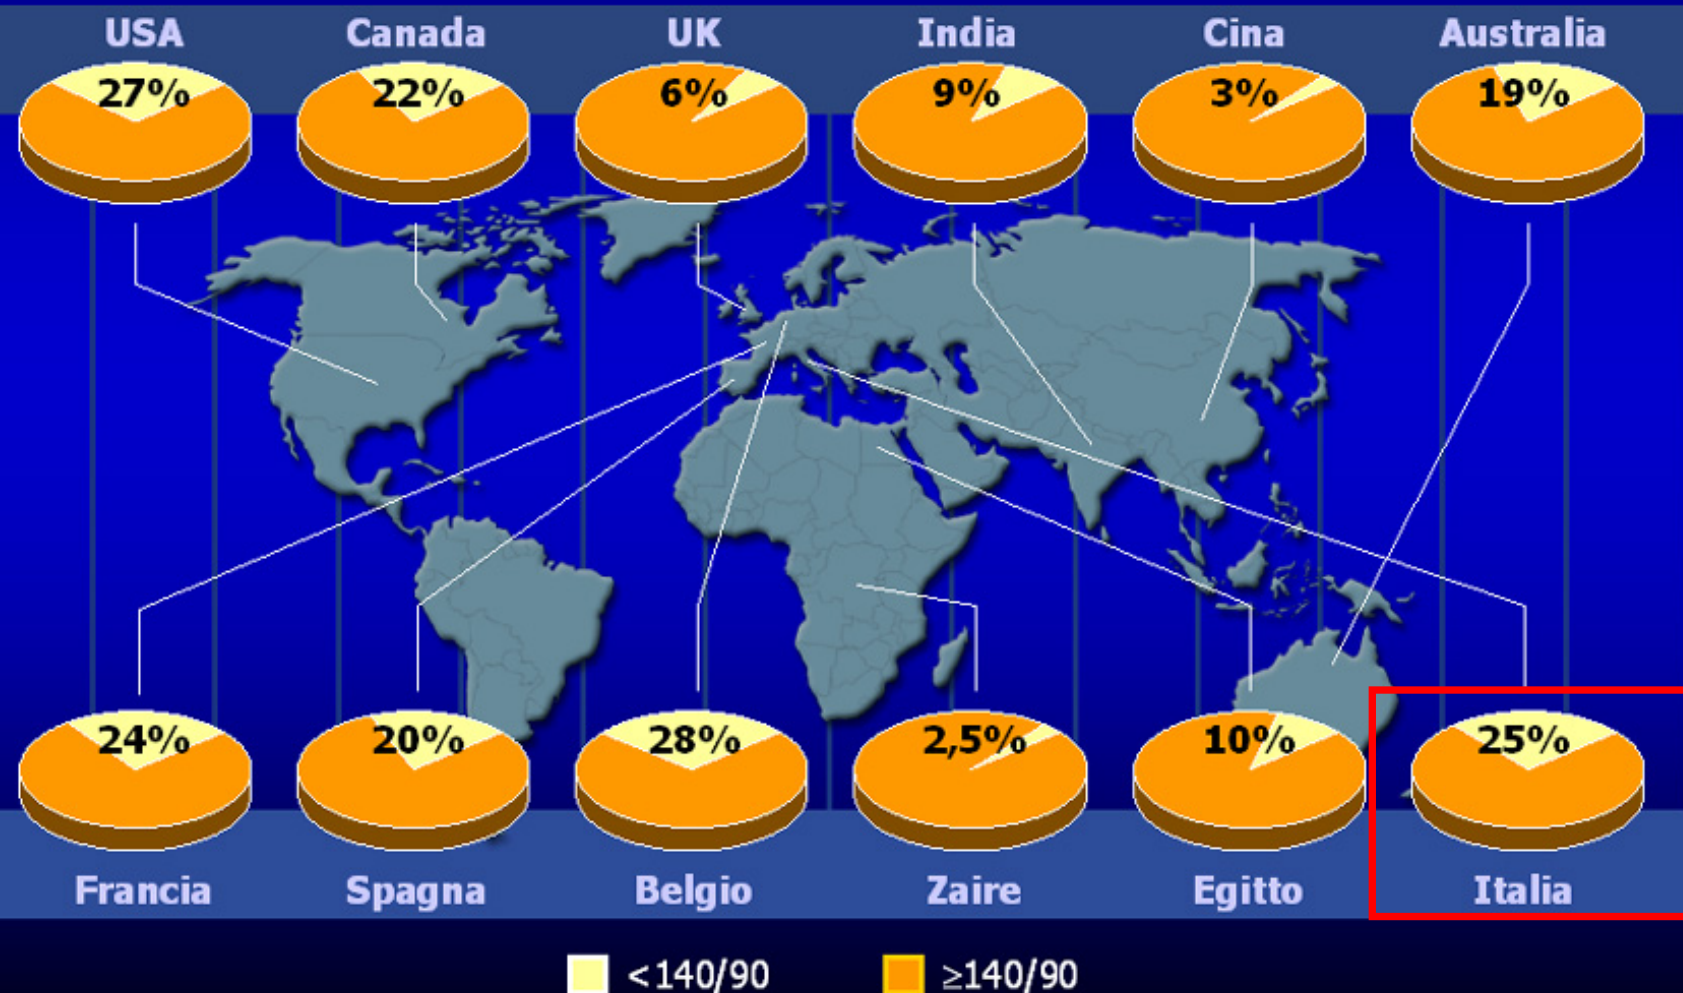 USA Canada UK India Cina Australia
27% 22% 6% 9% 3% 19%
24% 20% 28% 2,5% 10% 25%
Francia Spagna Belgio Zaire Egitto Italia
<140/90 ≥140/90